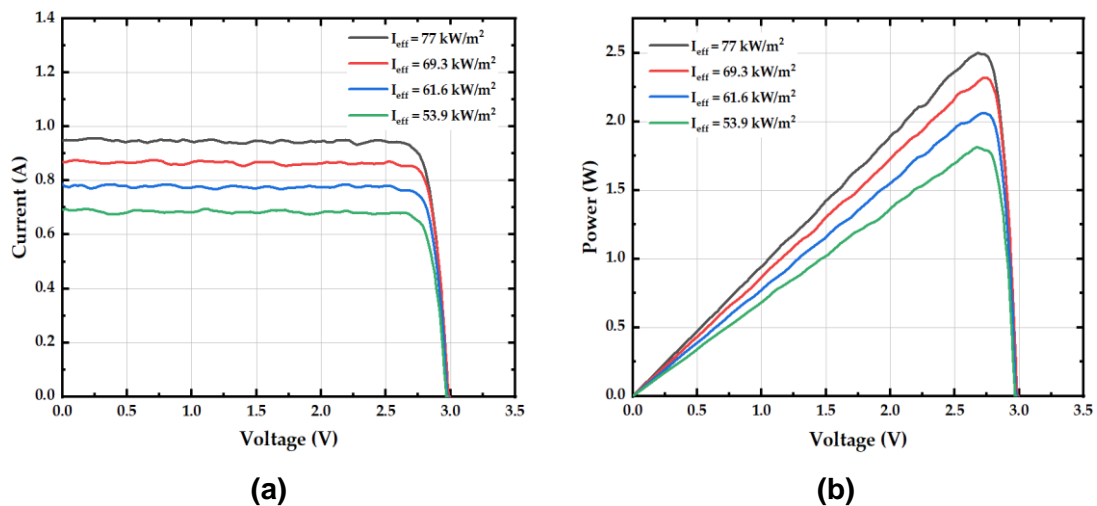 1.4
1.2
1.0
0.8
0.6
0.4
0.2
0.0
Current (A)
I_eff = 77 kW/m²
I_eff = 69.3 kW/m²
I_eff = 61.6 kW/m²
I_eff = 53.9 kW/m²
0.0 0.5 1.0 1.5 2.0 2.5 3.0 3.5
Voltage (V)
(a)
2.5
2.0
1.5
1.0
0.5
0.0
Power (W)
I_eff = 77 kW/m²
I_eff = 69.3 kW/m²
I_eff = 61.6 kW/m²
I_eff = 53.9 kW/m²
0.0 0.5 1.0 1.5 2.0 2.5 3.0 3.5
Voltage (V)
(b)